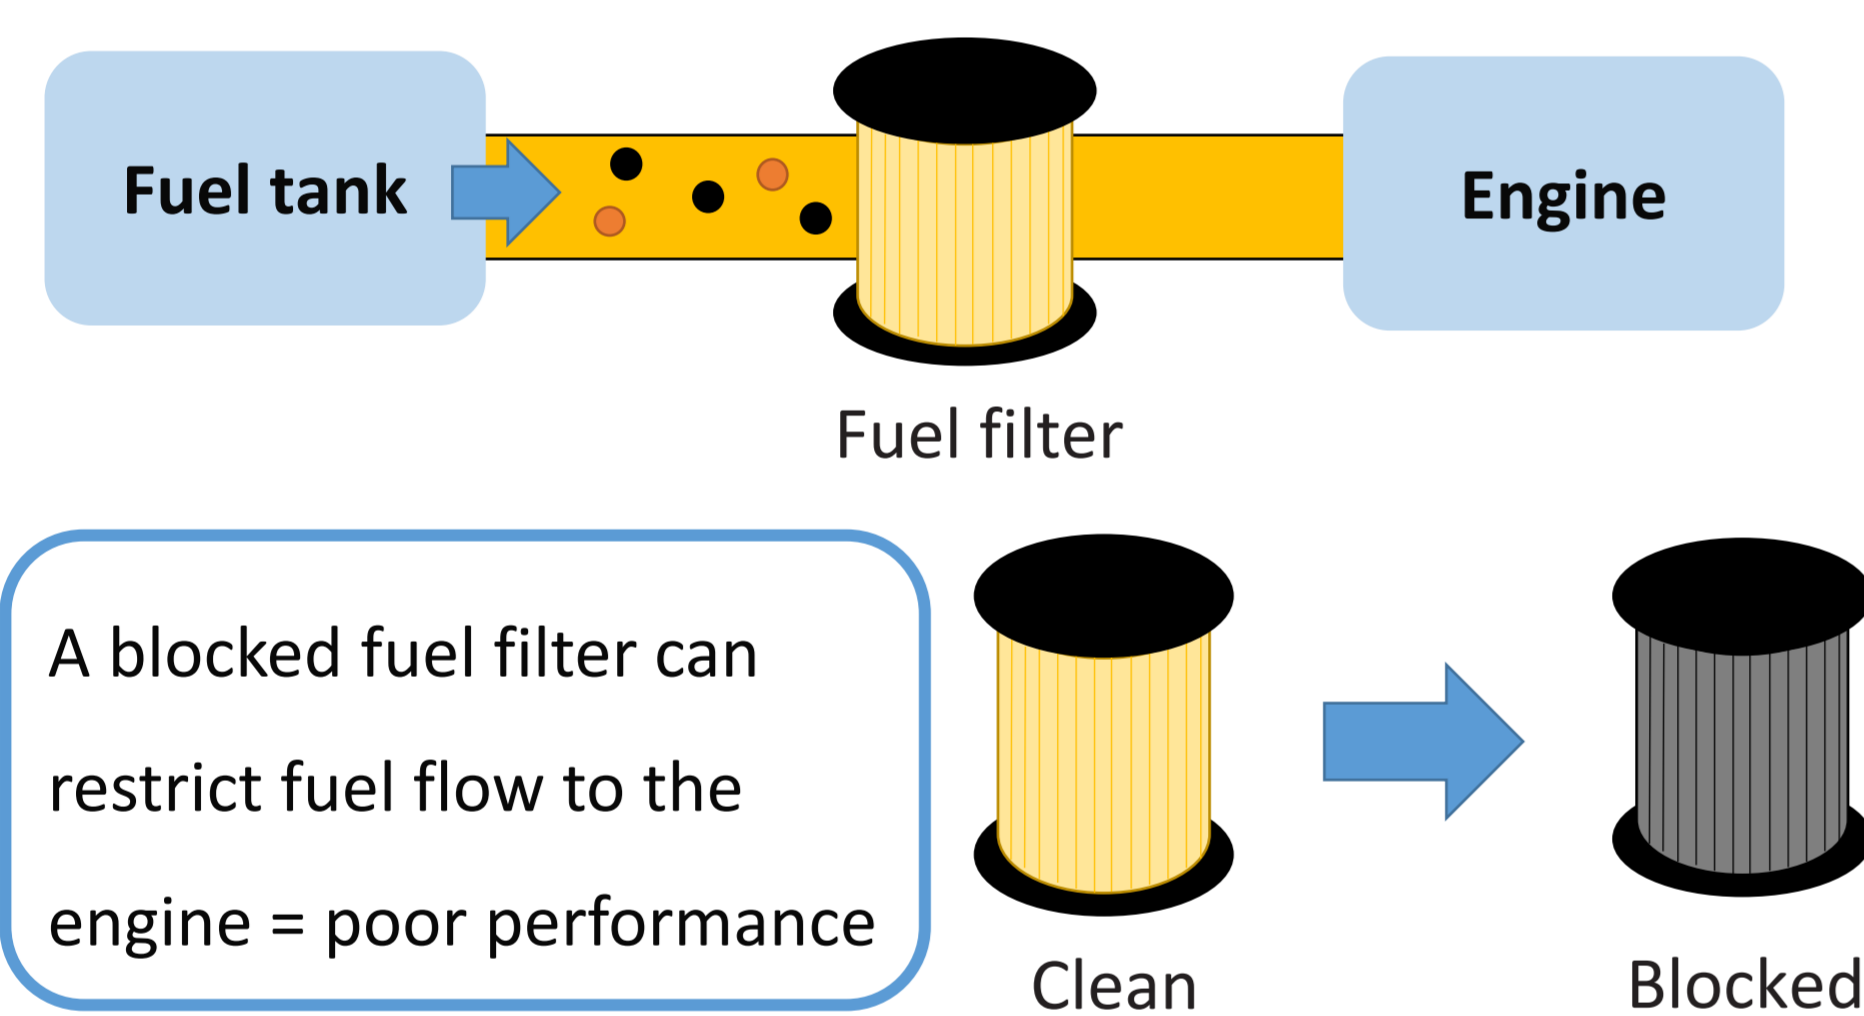 Fuel tank
Engine
Fuel filter
A blocked fuel filter can
restrict fuel flow to the
engine = poor performance
Clean
Blocked